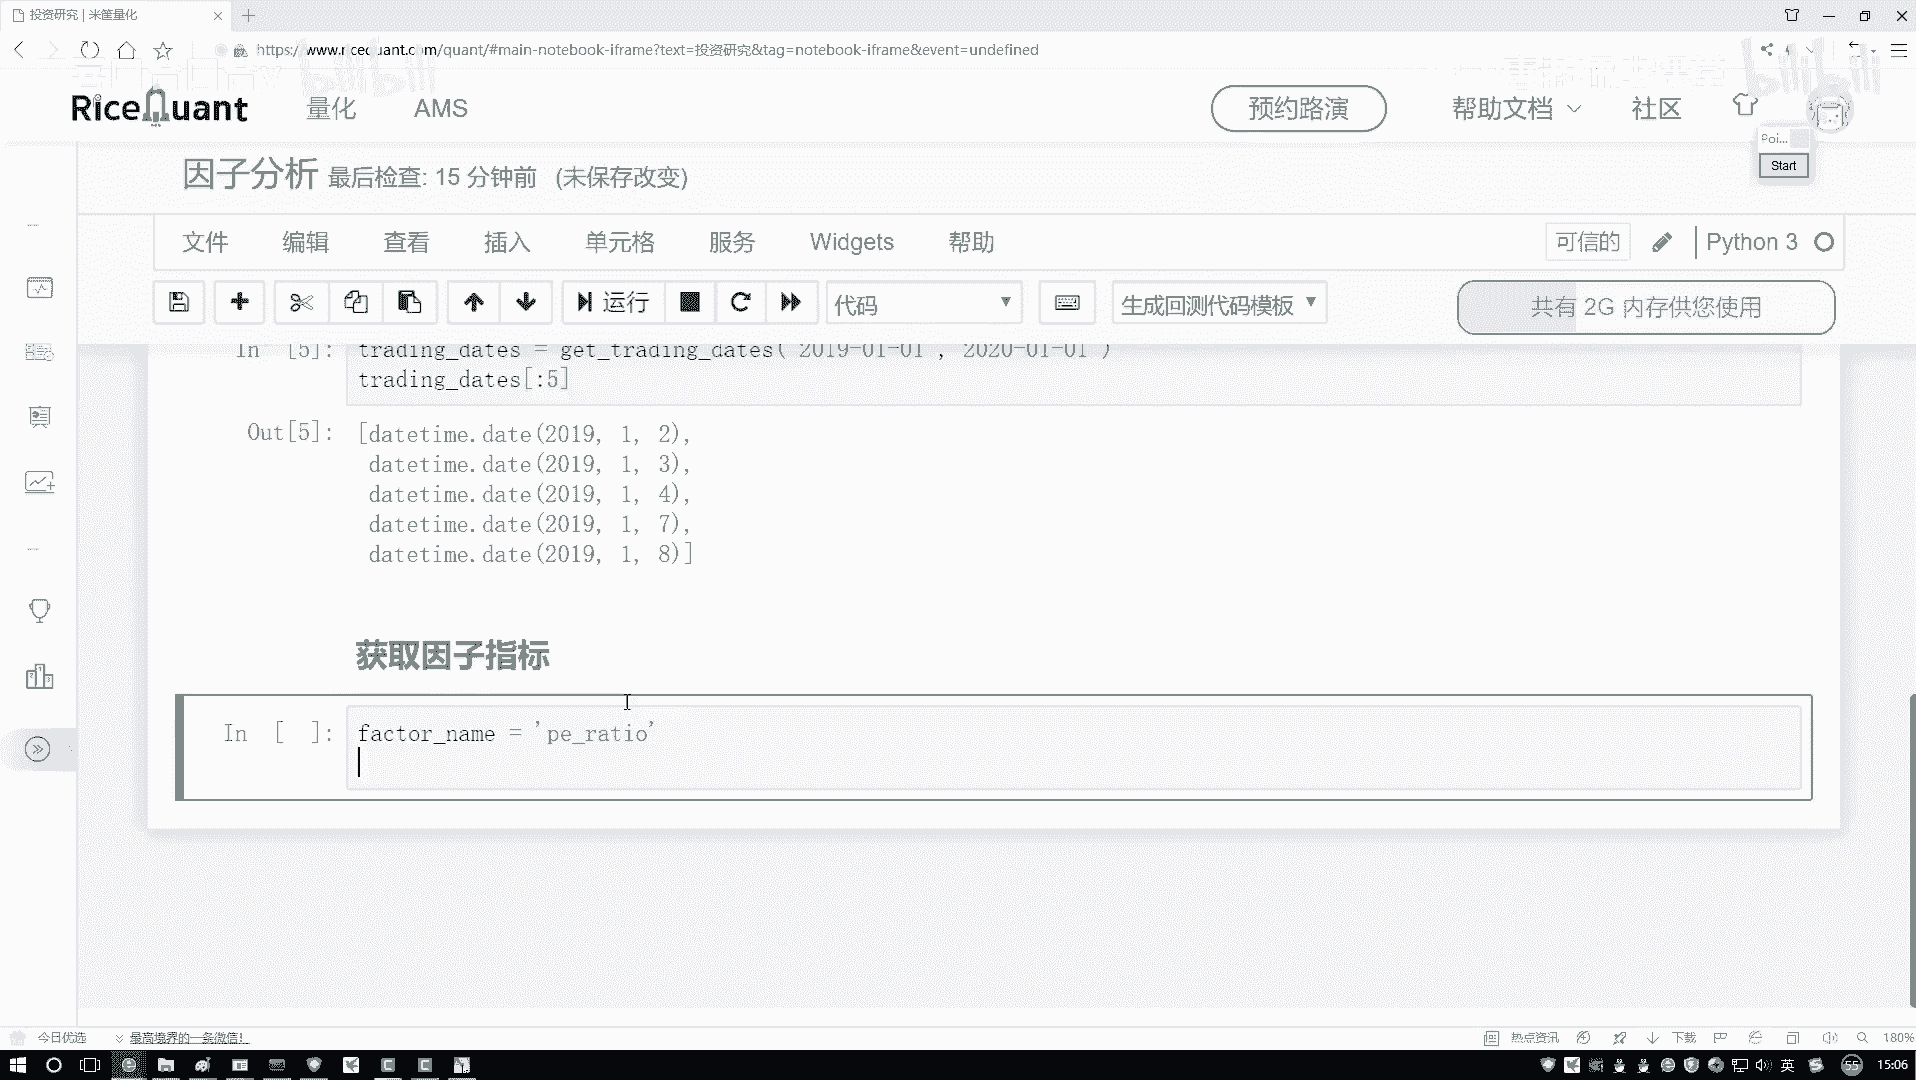 投资研究 | 米筐量化
https://www.ricequant.com/quant/#main-notebook-iframe?text=投资研究&tag=notebook-iframe&event=undefined
bilibili
bilibili
RiceQuant
量化
AMS
预约路演
帮助文档
社区
Poi...
Start
因子分析 最后检查: 15 分钟前 (未保存改变)
文件 编辑 查看 插入 单元格 服务 Widgets 帮助
可信的
Python 3
运行
代码
生成回测代码模板
共有 2G 内存供您使用
In [5]: trading_dates = get_trading_dates('2019-01-01', '2020-01-01')
trading_dates[:5]
Out[5]: [datetime.date(2019, 1, 2),
datetime.date(2019, 1, 3),
datetime.date(2019, 1, 4),
datetime.date(2019, 1, 7),
datetime.date(2019, 1, 8)]
获取因子指标
In [ ]: factor_name = 'pe_ratio'
今日优选
最高境界的一条微信!
热点资讯
下载
180%
英
55
15:06